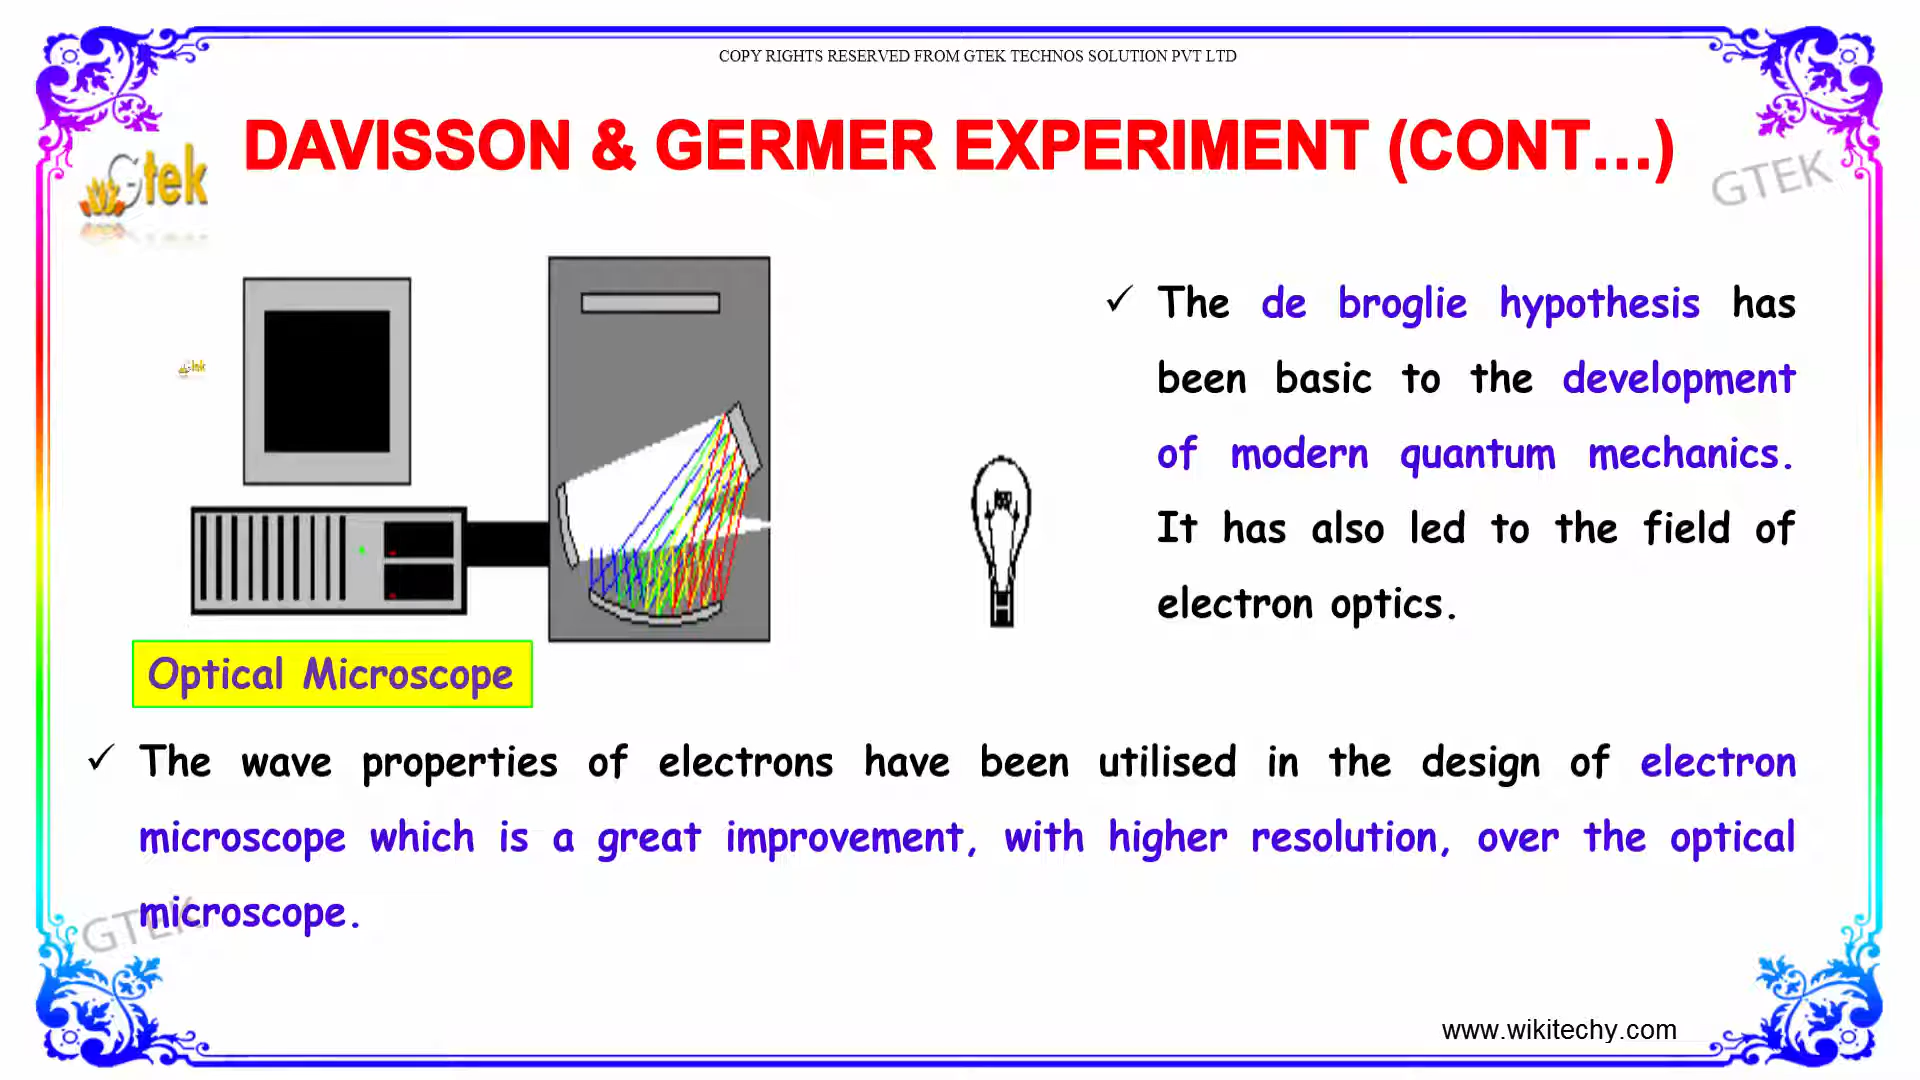 COPY RIGHTS RESERVED FROM GTEK TECHNOS SOLUTION PVT LTD
DAVISSON & GERMER EXPERIMENT (CONT...)
Gtek
GTEK
✓ The de broglie hypothesis has
been basic to the development
of modern quantum mechanics.
It has also led to the field of
electron optics.
Gtek
Optical Microscope
✓ The wave properties of electrons have been utilised in the design of electron
microscope which is a great improvement, with higher resolution, over the optical
microscope.
GTEK
www.wikitechy.com